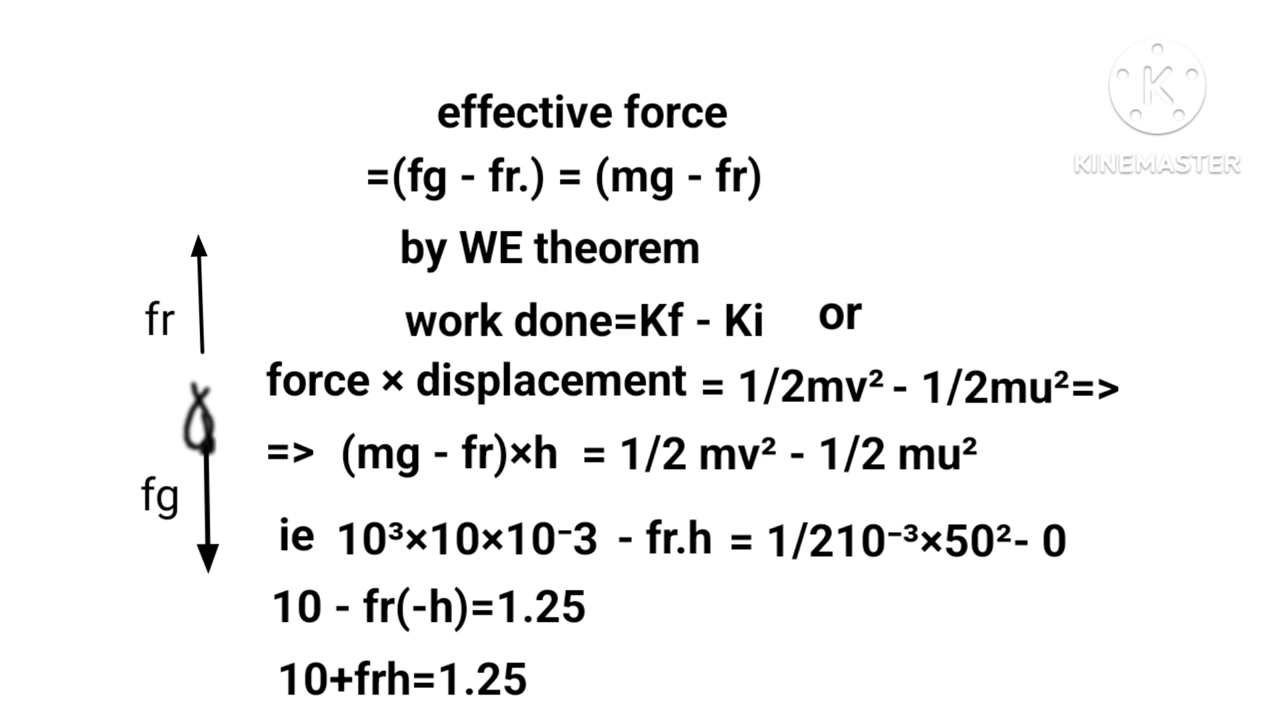 KINEMASTER
effective force
=(fg - fr.) = (mg - fr)
by WE theorem
work done=Kf - Ki or
fr
force × displacement = 1/2mv² - 1/2mu²=>
=> (mg - fr)×h = 1/2 mv² - 1/2 mu²
fg
ie 10³×10×10⁻3 - fr.h = 1/210⁻³×50²- 0
10 - fr(-h)=1.25
10+frh=1.25